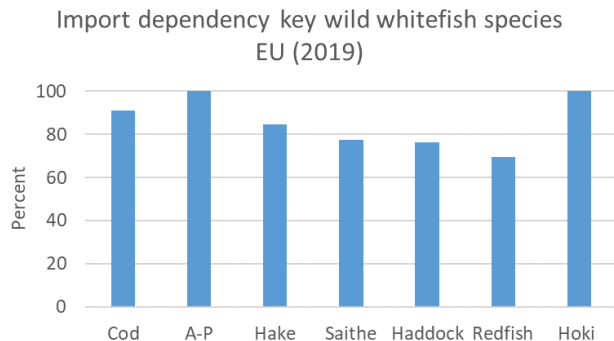 Import dependency key wild whitefish species
EU (2019)
100
80
60
40
20
0
Percent
Cod A-P Hake Saithe Haddock Redfish Hoki